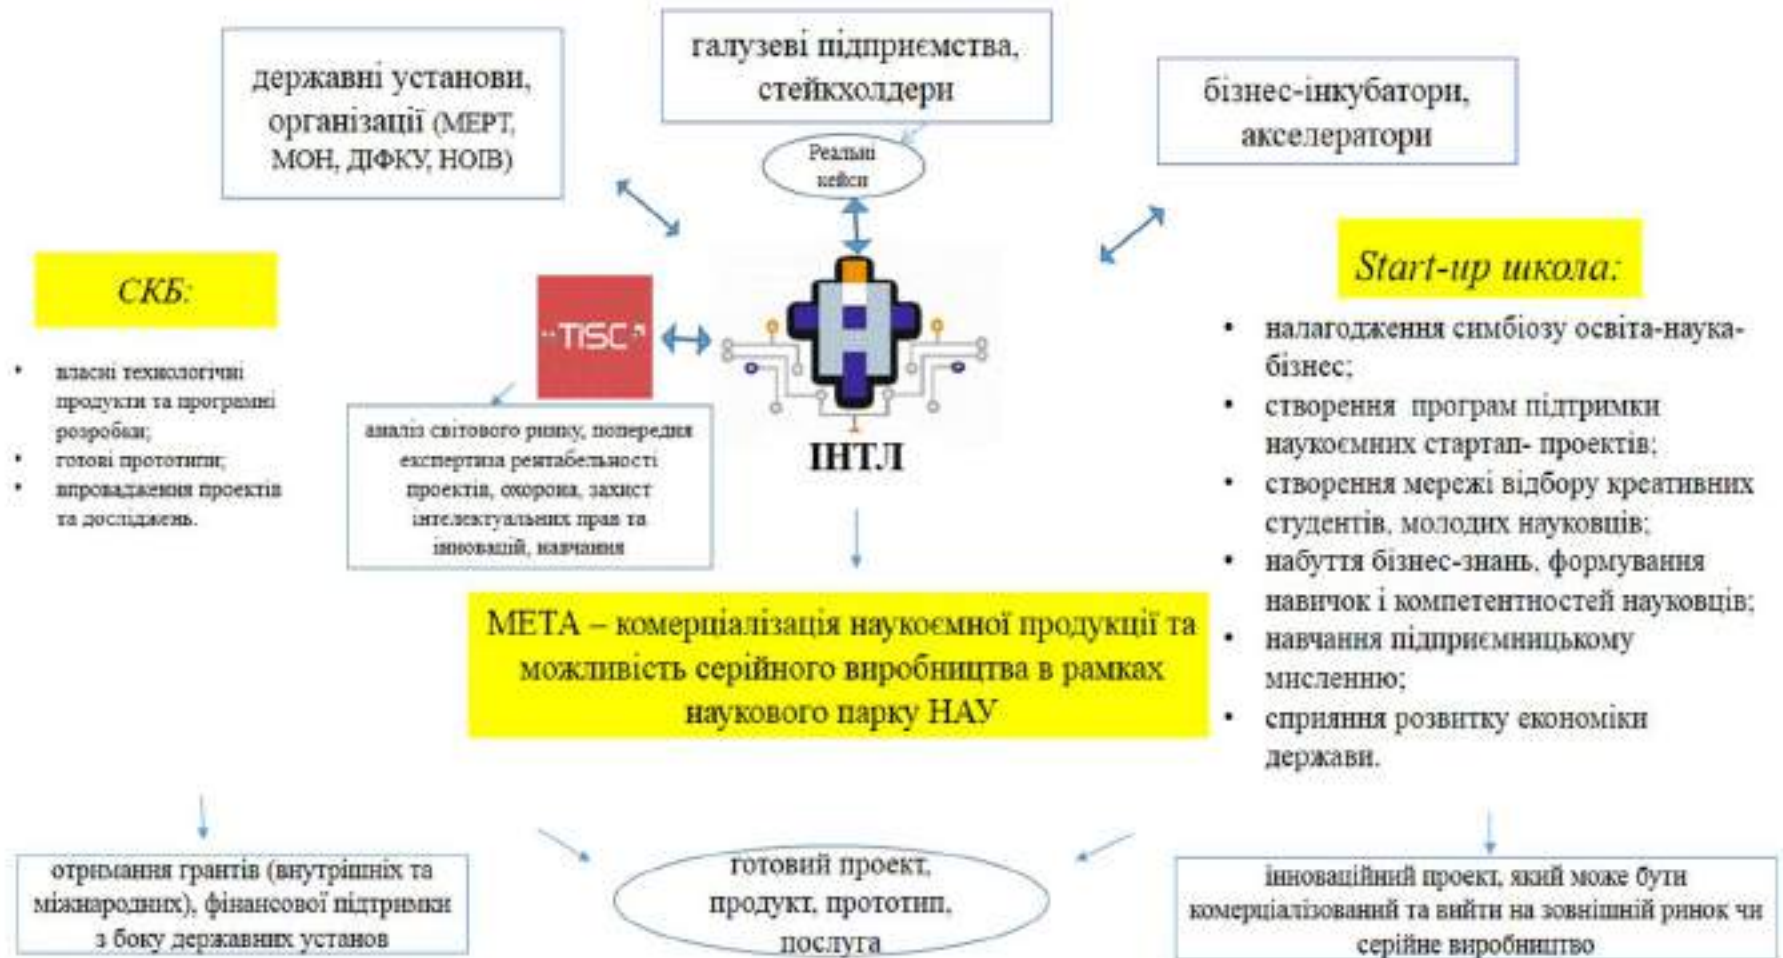 державні установи,
організації (МЕРТ,
МОН, ДІФКУ, НОІВ)
галузеві підприємства,
стейкхолдери
Реальні
кейси
бізнес-інкубатори,
акселератори
СКБ:
• власні технологічні
продукти та програмні
розробки;
• готові прототипи;
• впровадження проектів
та досліджень.
TISC
аналіз світового ринку, попередня
експертиза рентабельності
проектів, охорона, захист
інтелектуальних прав та
інновацій, навчання
ІНТЛ
Start-up школа:
• налагодження симбіозу освіта-наука-
бізнес;
• створення програм підтримки
наукоємних стартап- проектів;
• створення мережі відбору креативних
студентів, молодих науковців;
• набуття бізнес-знань, формування
навичок і компетентностей науковців;
• навчання підприємницькому
мисленню;
• сприяння розвитку економіки
держави.
МЕТА – комерціалізація наукоємної продукції та
можливість серійного виробництва в рамках
наукового парку НАУ
отримання грантів (внутрішніх та
міжнародних), фінансової підтримки
з боку державних установ
готовий проект,
продукт, прототип,
послуга
інноваційний проект, який може бути
комерціалізований та вийти на зовнішній ринок чи
серійне виробництво